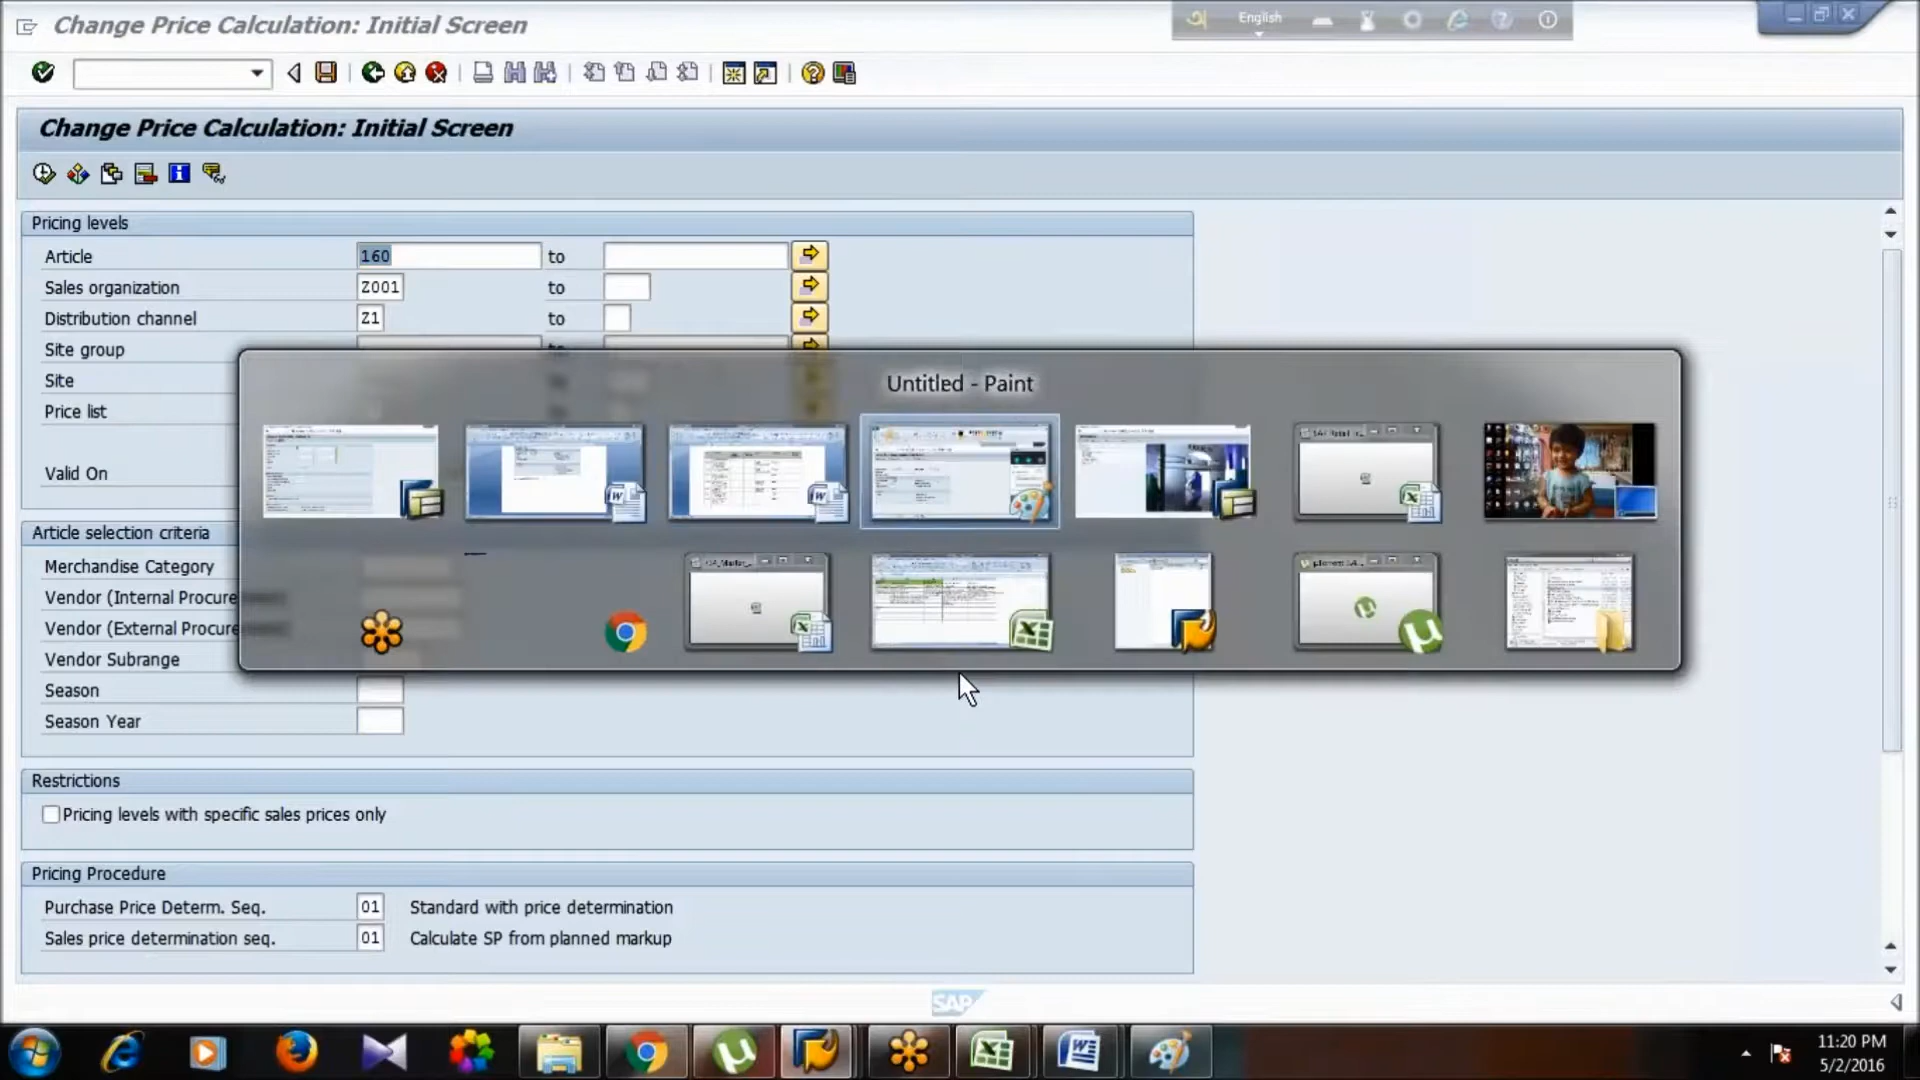 Change Price Calculation: Initial Screen
English
Change Price Calculation: Initial Screen
Pricing levels
Article 160 to
Sales organization Z001 to
Distribution channel Z1 to
Site group to
Site
Price list
Valid On
Untitled - Paint
Article selection criteria
Merchandise Category
Vendor (Internal Procure
Vendor (External Procure
Vendor Subrange
Season
Season Year
Restrictions
Pricing levels with specific sales prices only
Pricing Procedure
Purchase Price Determ. Seq. 01 Standard with price determination
Sales price determination seq. 01 Calculate SP from planned markup
SAP
11:20 PM
5/2/2016